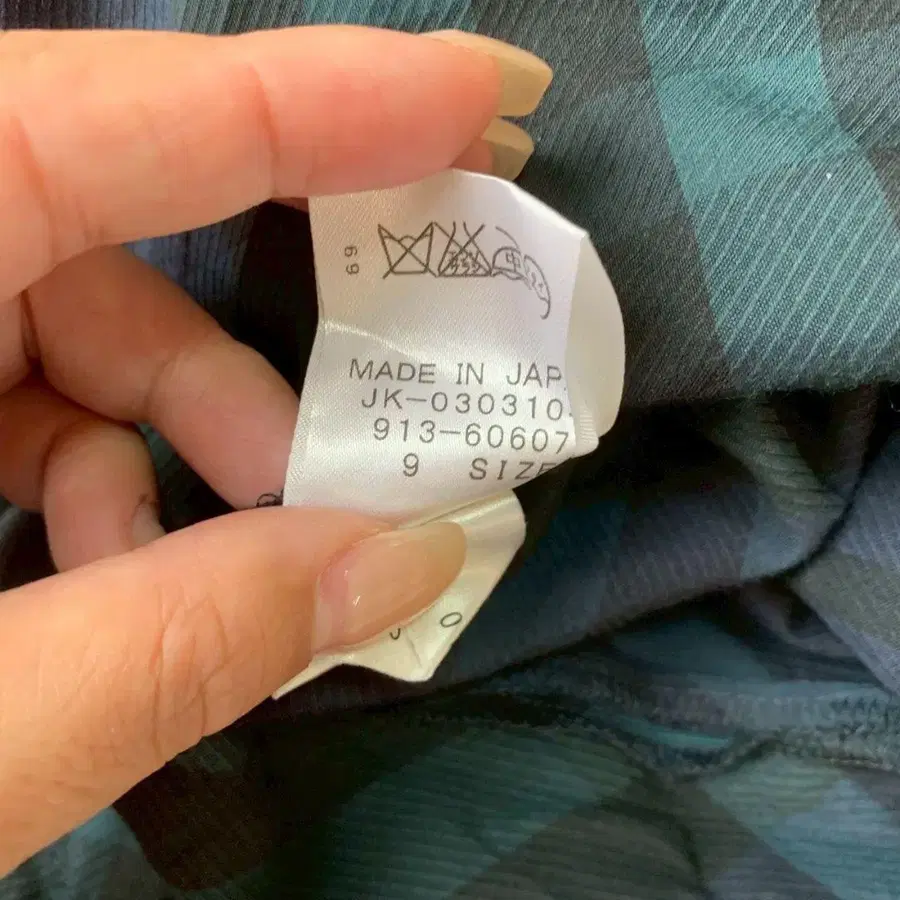 69
MADE IN JAP
JK-030310
913-60607
9 SIZE